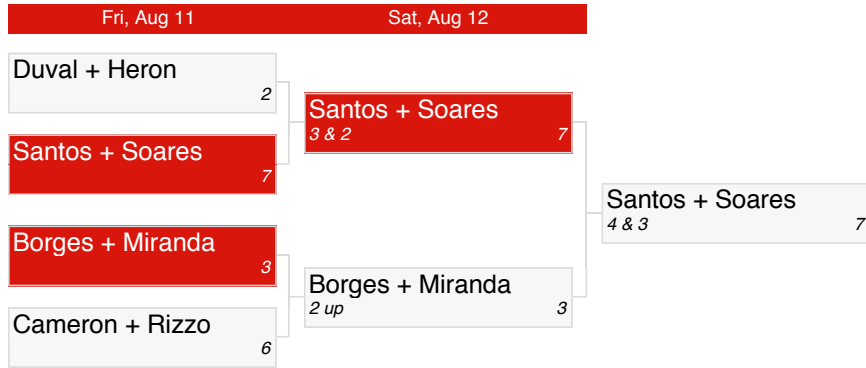 Fri, Aug 11
Sat, Aug 12
Duval + Heron
2
Santos + Soares
7
Borges + Miranda
3
Cameron + Rizzo
6
Santos + Soares
3 & 2 7
Borges + Miranda
2 up 3
Santos + Soares
4 & 3 7